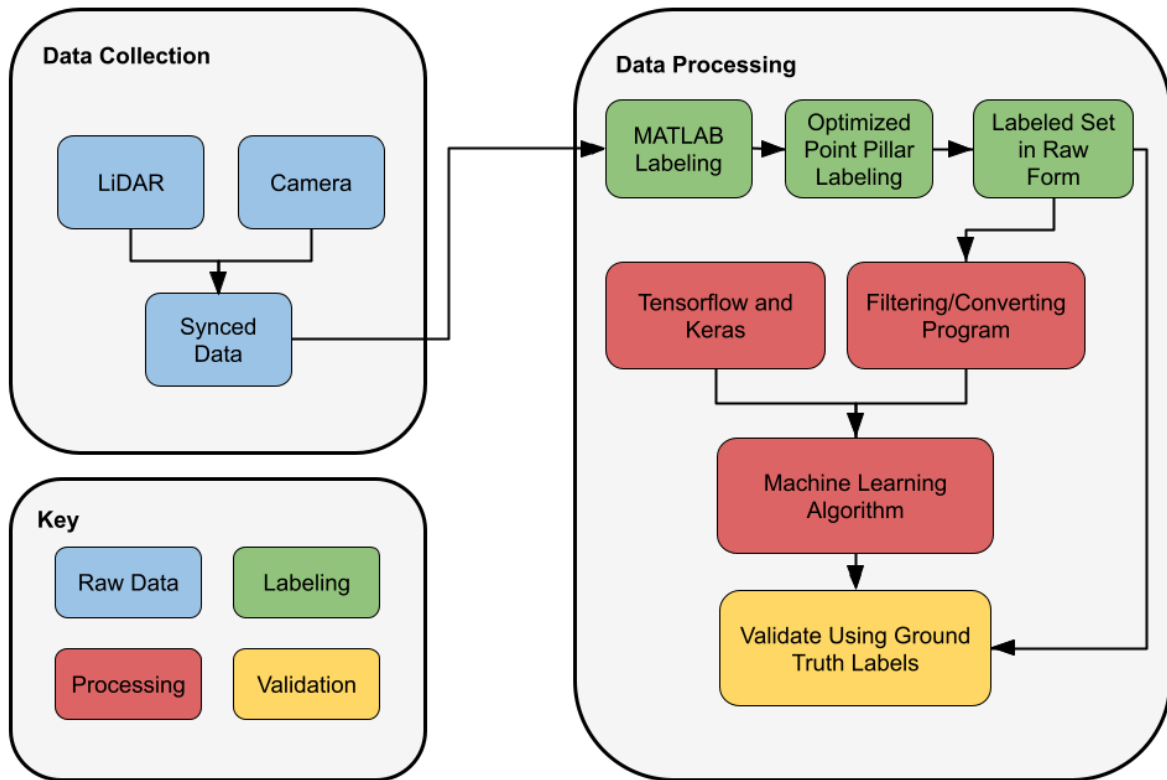 Data Collection
LiDAR
Camera
Synced
Data
Key
Raw Data
Labeling
Processing
Validation
Data Processing
MATLAB
Labeling
Optimized
Point Pillar
Labeling
Labeled Set
in Raw
Form
Tensorflow and
Keras
Filtering/Converting
Program
Machine Learning
Algorithm
Validate Using Ground
Truth Labels